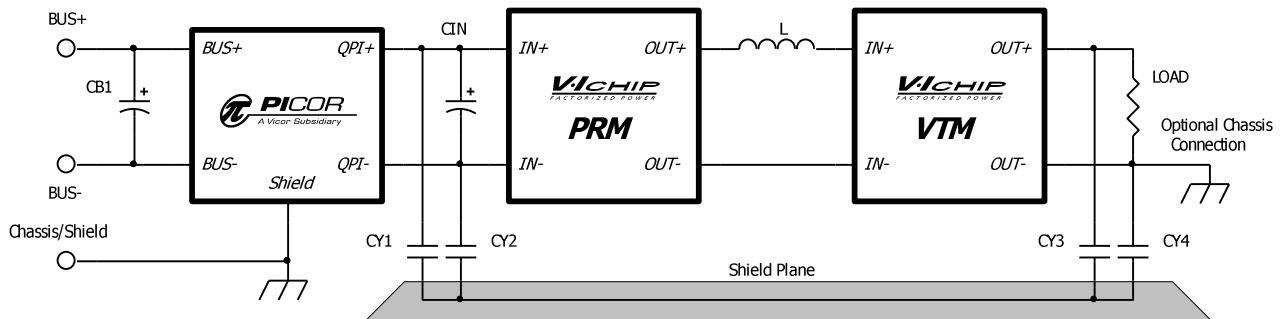 BUS+
CB1
+
BUS-
Chassis/Shield
BUS+
QPI+
PICOR
A Vicor Subsidiary
BUS-
QPI-
Shield
CIN
+
CY1
CY2
IN+
OUT+
V·I CHIP
FACTORIZED POWER
PRM
IN-
OUT-
L
IN+
OUT+
V·I CHIP
FACTORIZED POWER
VTM
IN-
OUT-
LOAD
Optional Chassis
Connection
CY3
CY4
Shield Plane